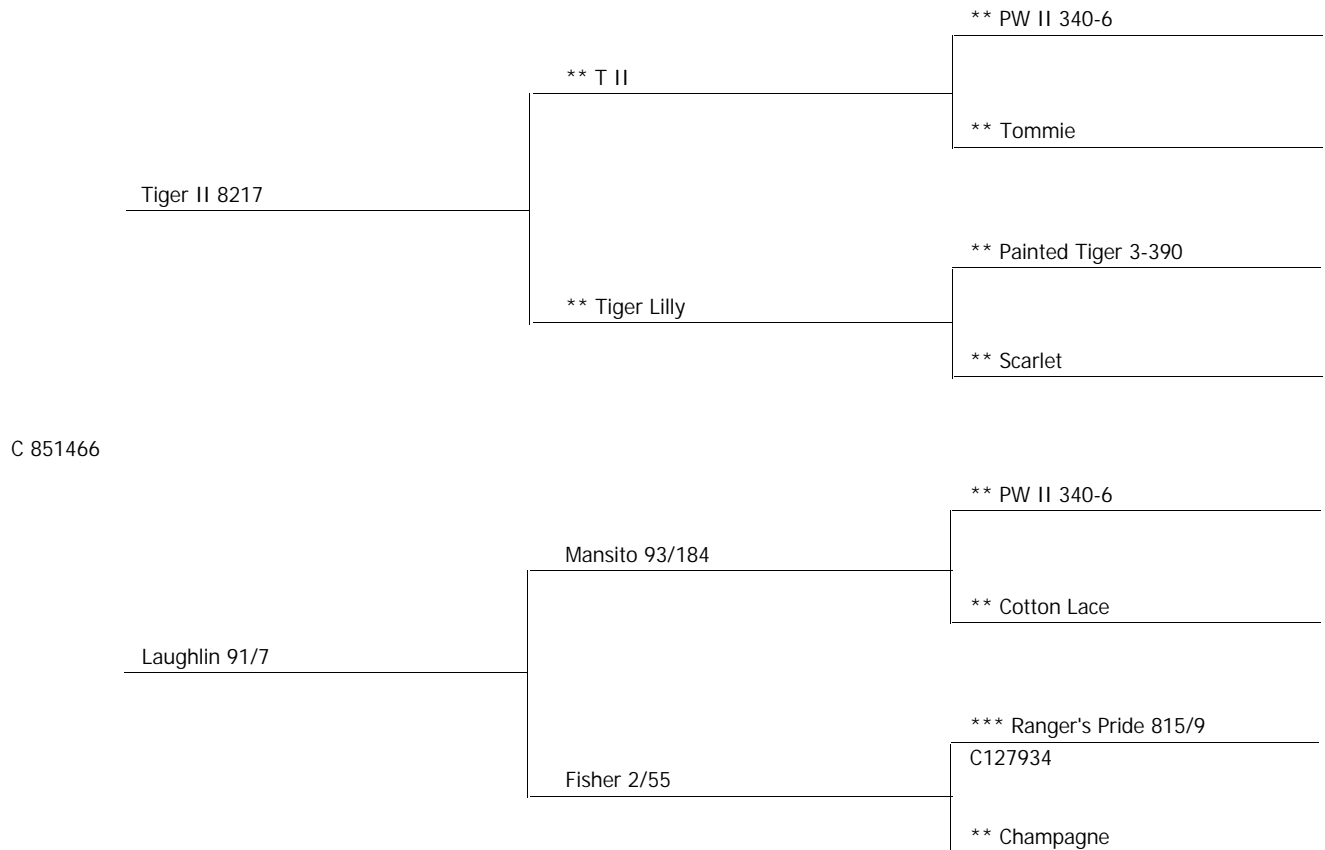 ** PW II 340-6
** T II
** Tommie
Tiger II 8217
** Painted Tiger 3-390
** Tiger Lilly
** Scarlet
C 851466
** PW II 340-6
Mansito 93/184
** Cotton Lace
Laughlin 91/7
*** Ranger's Pride 815/9
C127934
Fisher 2/55
** Champagne